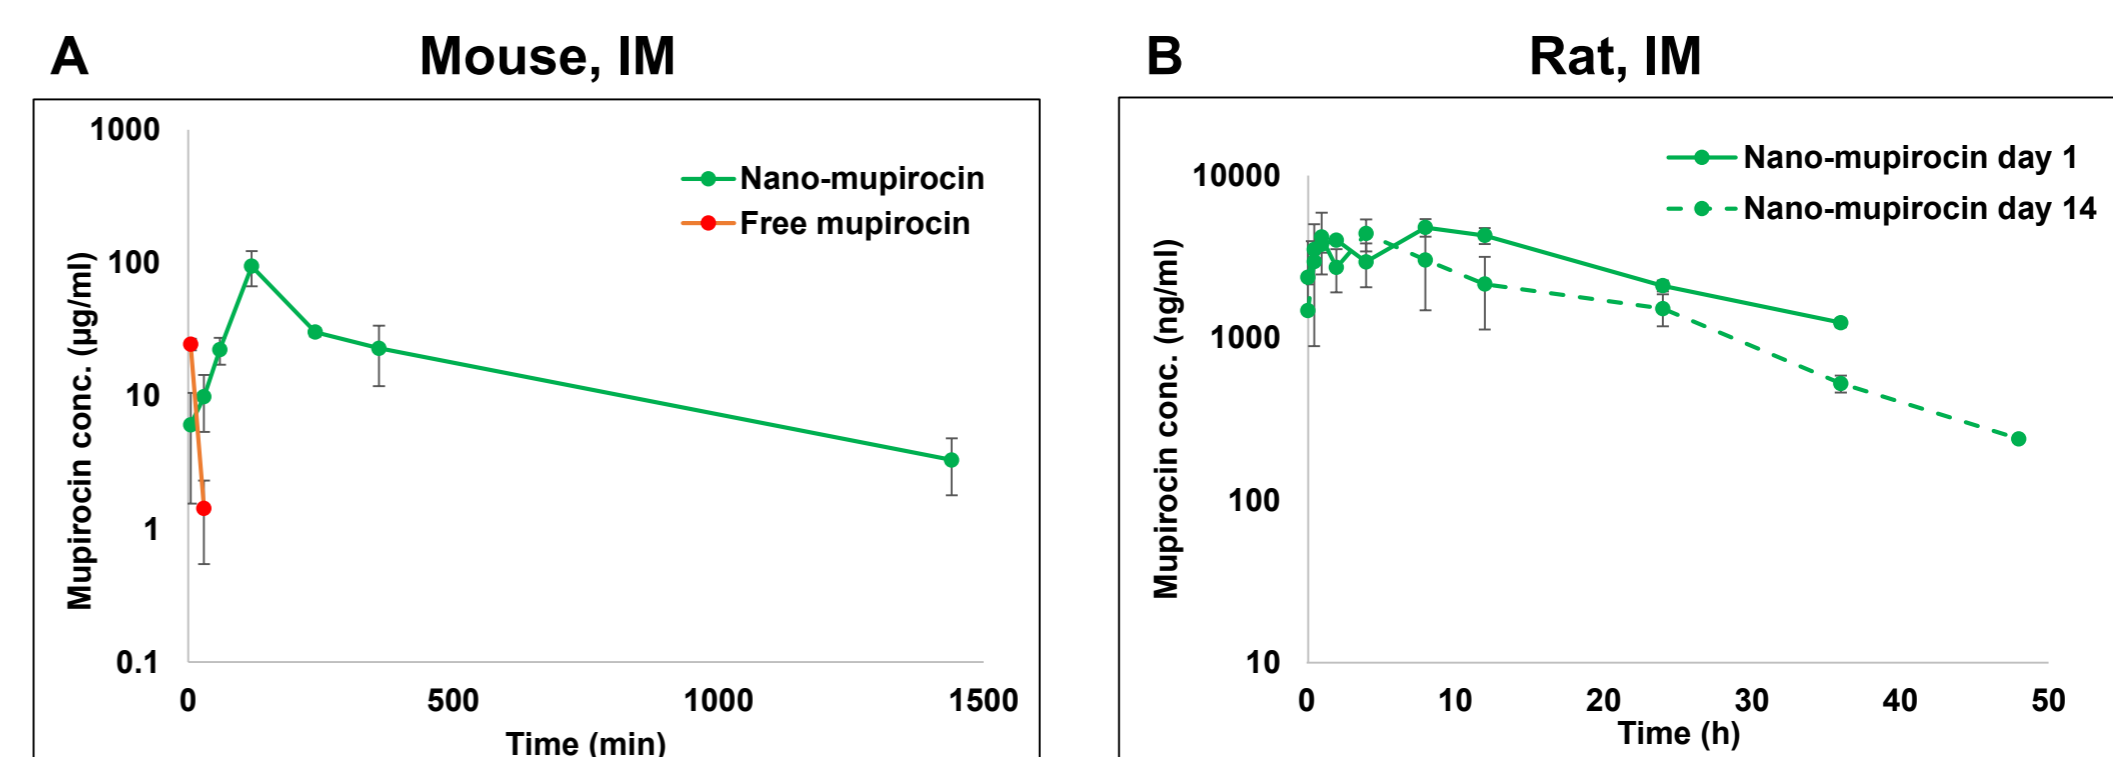 A
Mouse, IM
1000
100
10
1
0.1
Mupirocin conc. (µg/ml)
Nano-mupirocin
Free mupirocin
0 500 1000 1500
Time (min)
B
Rat, IM
10000
1000
100
10
Mupirocin conc. (ng/ml)
Nano-mupirocin day 1
Nano-mupirocin day 14
0 10 20 30 40 50
Time (h)